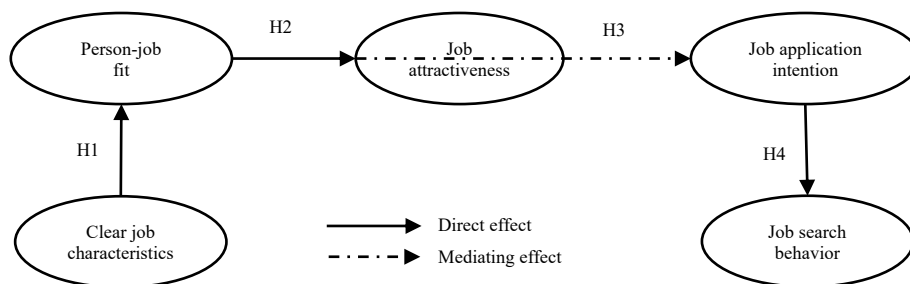 H2
H3
Person-job
fit
Job
attractiveness
Job application
intention
H1
H4
Clear job
characteristics
Direct effect
Mediating effect
Job search
behavior